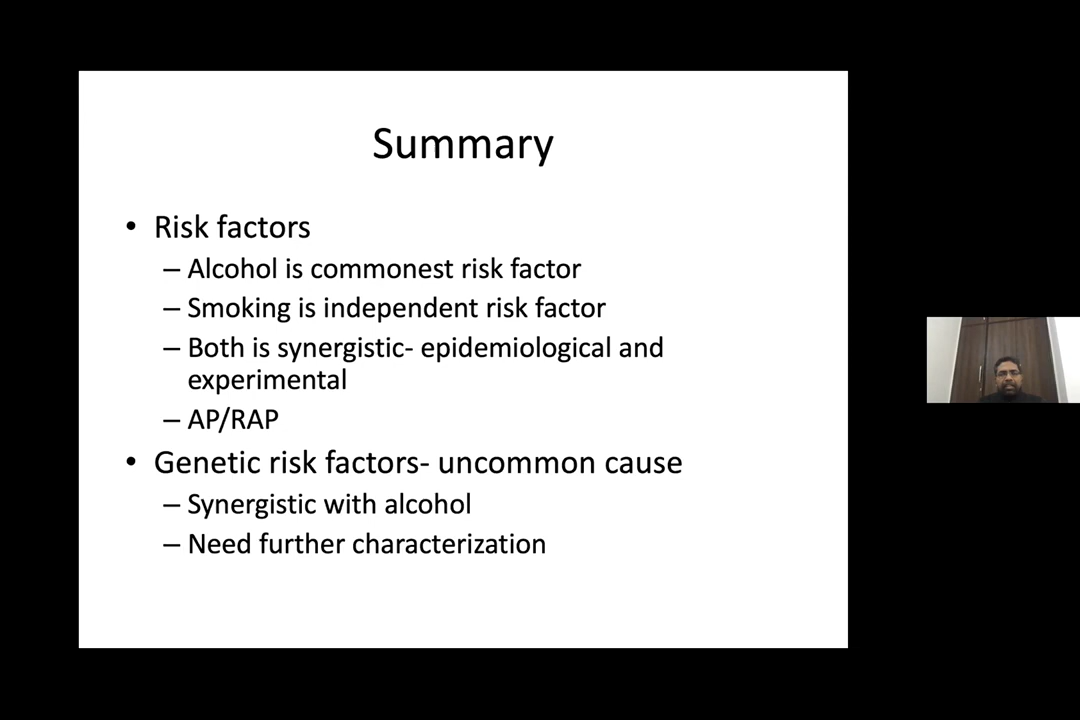 Summary
• Risk factors
– Alcohol is commonest risk factor
– Smoking is independent risk factor
– Both is synergistic- epidemiological and
experimental
– AP/RAP
• Genetic risk factors- uncommon cause
– Synergistic with alcohol
– Need further characterization